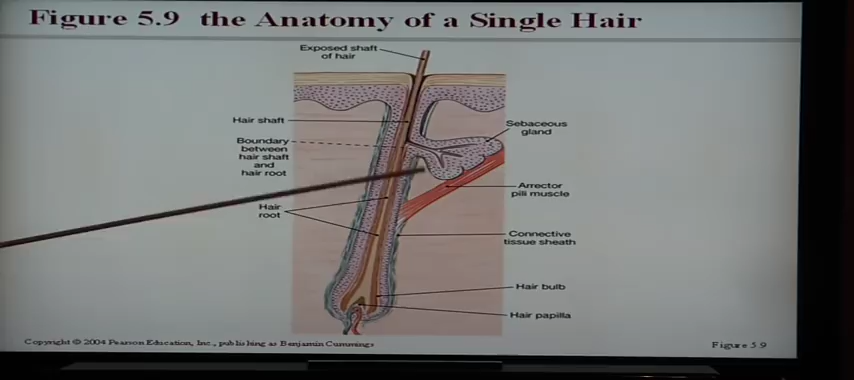 Figure 5.9 the Anatomy of a Single Hair
Exposed shaft
of hair
Hair shaft
Sebaceous
gland
Boundary
between
hair shaft
and
hair root
Arrector
pili muscle
Hair
root
Connective
tissue sheath
Hair bulb
Hair papilla
Copyright © 2004 Pearson Education, Inc., publishing as Benjamin Cummings
Figure 5.9